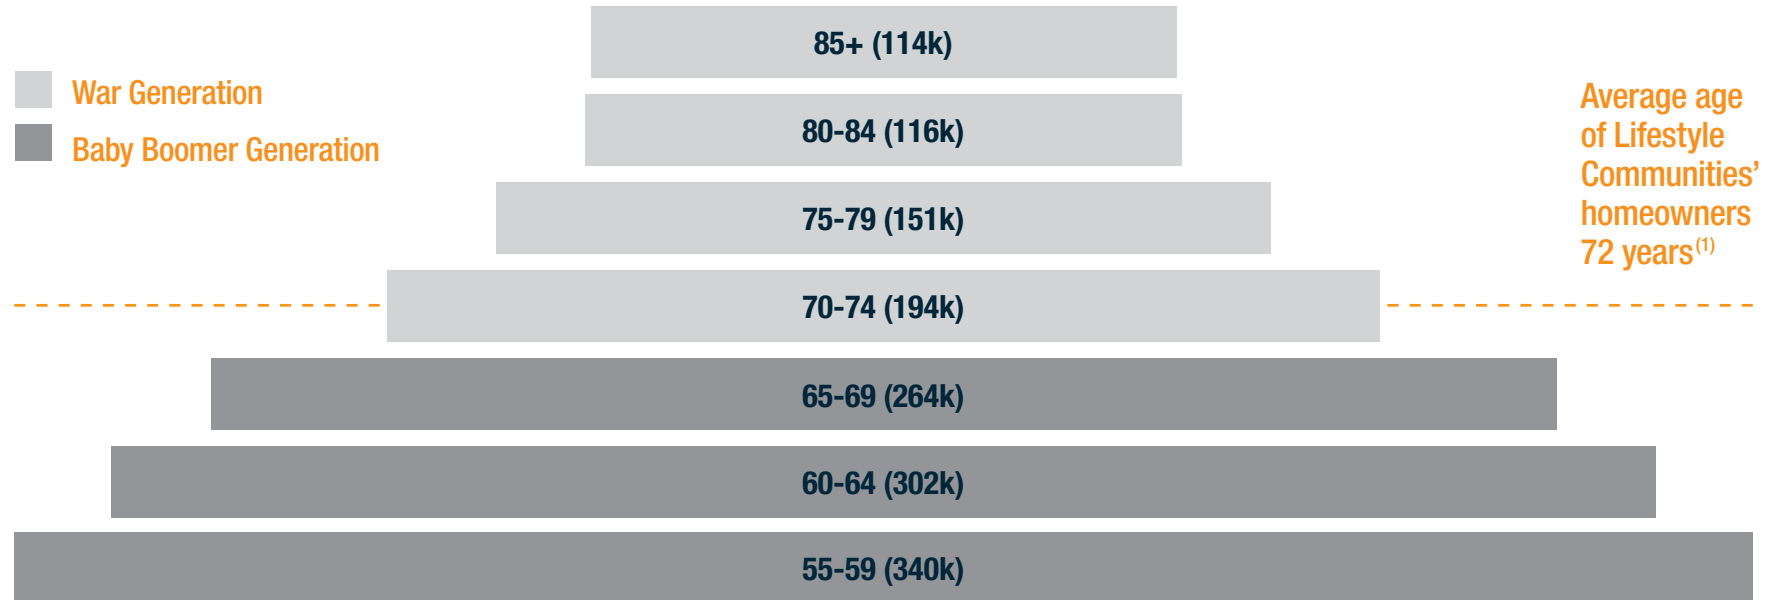 85+ (114k)
War Generation
Baby Boomer Generation
80-84 (116k)
75-79 (151k)
Average age
of Lifestyle
Communities’
homeowners
72 years(1)
70-74 (194k)
65-69 (264k)
60-64 (302k)
55-59 (340k)